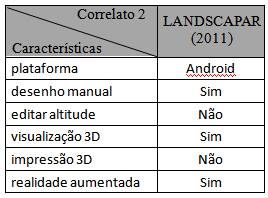 Correlato 2
Características
LANDSCAPAR
(2011)
plataforma Android
desenho manual Sim
editar altitude Não
visualização 3D Sim
impressão 3D Não
realidade aumentada Sim